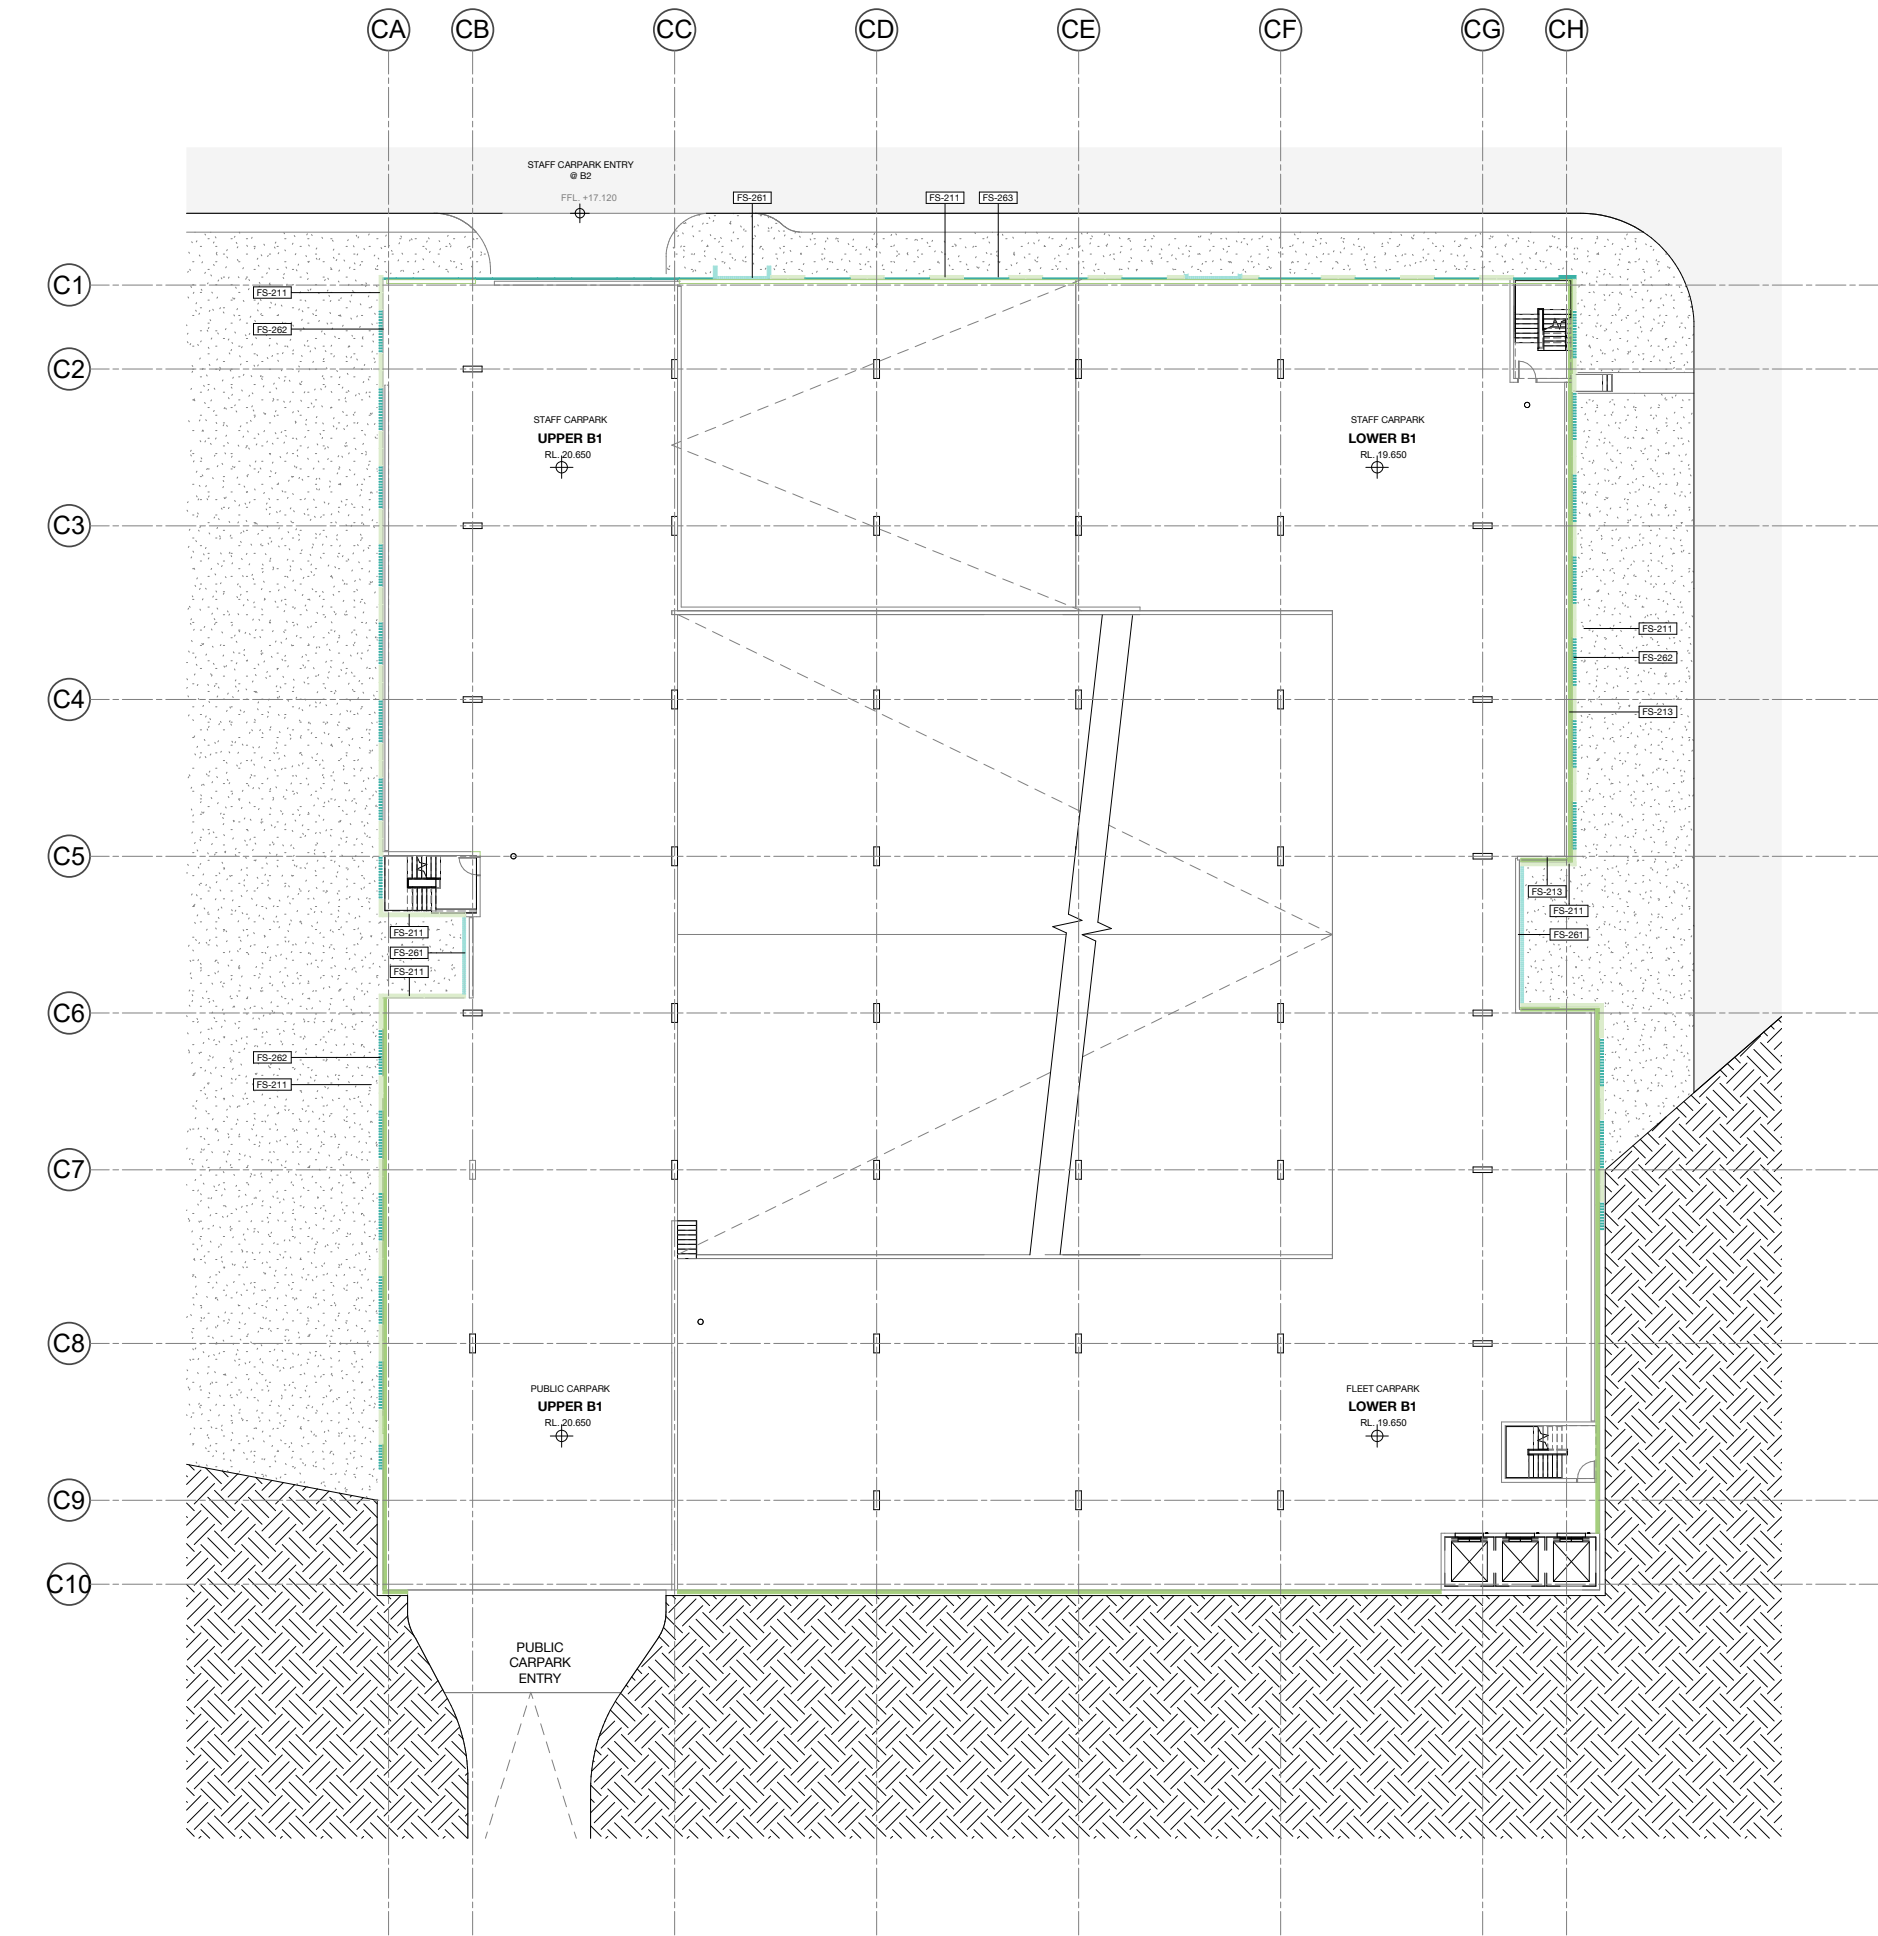 CA CB CC CD CE CF CG CH
STAFF CARPARK ENTRY
@ B2
FFL. +17.120
FS-261 FS-211 FS-263
C1
FS-211
FS-262
C2
STAFF CARPARK
UPPER B1
RL. 20.650
STAFF CARPARK
LOWER B1
RL. 19.650
C3
FS-211
FS-262
C4
FS-213
C5
FS-213
FS-211
FS-261
FS-211
FS-261
FS-211
C6
FS-262
FS-211
C7
C8
PUBLIC CARPARK
UPPER B1
RL. 20.650
FLEET CARPARK
LOWER B1
RL. 19.650
C9
C10
PUBLIC
CARPARK
ENTRY